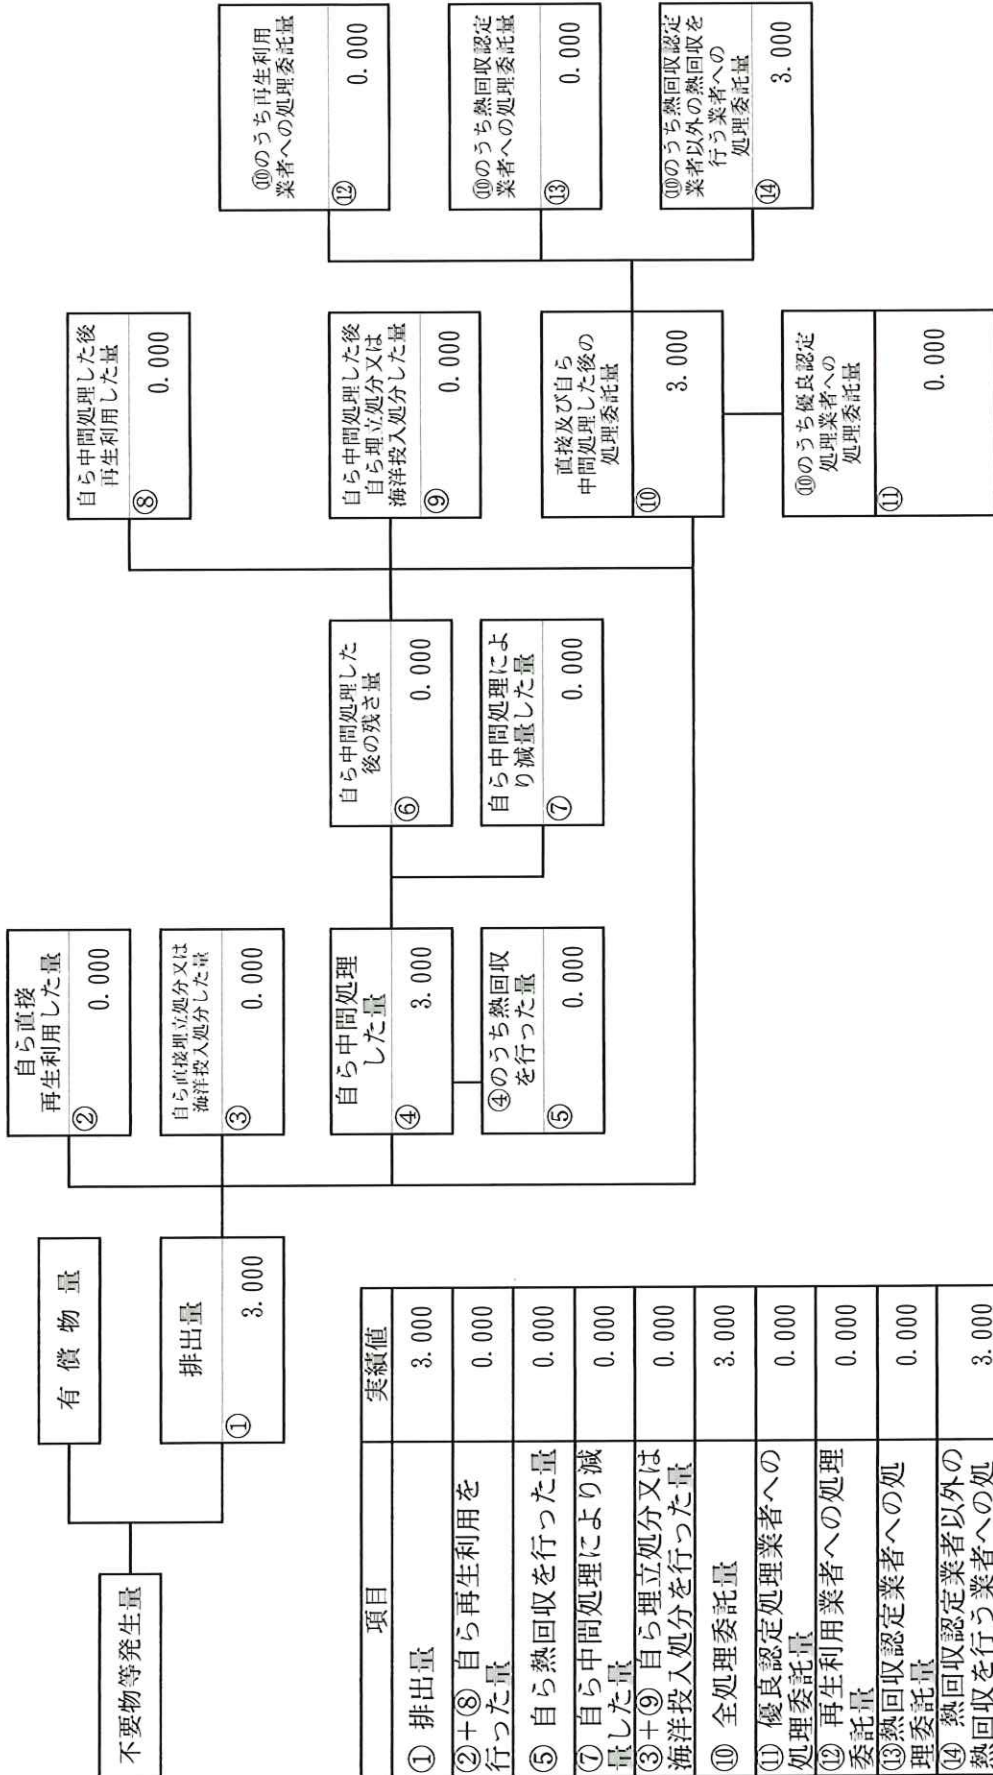 不要物等発生量
有償物量
排出量
①
3.000
自ら直接
再生利用した量
②
0.000
自ら直接埋立処分又は
海洋投入処分した量
③
0.000
自ら中間処理
した量
④
3.000
④のうち熱回収
を行った量
⑤
0.000
自ら中間処理した
後の残さ量
⑥
0.000
自ら中間処理によ
り減量した量
⑦
0.000
自ら中間処理した後
再生利用した量
⑧
0.000
自ら中間処理した後
自ら埋立処分又は
海洋投入処分した量
⑨
0.000
直接及び自ら
中間処理した後の
処理委託量
⑩
3.000
⑩のうち優良認定
処理業者への
処理委託量
⑪
0.000
⑩のうち再生利用
業者への処理委託量
⑫
0.000
⑩のうち熱回収認定
業者への処理委託量
⑬
0.000
⑩のうち熱回収認定
業者以外の熱回収を
行う業者への
処理委託量
⑭
3.000
項目 実績値
① 排出量 3.000
②+⑧ 自ら再生利用を
行った量 0.000
⑤ 自ら熱回収を行った量 0.000
⑦ 自ら中間処理により減
量した量 0.000
③+⑨ 自ら埋立処分又は
海洋投入処分を行った量 0.000
⑩ 全処理委託量 3.000
⑪ 優良認定処理業者への
処理委託量 0.000
⑫ 再生利用業者への処理
委託量 0.000
⑬熱回収認定業者への処
理委託量 0.000
⑭ 熱回収認定業者以外の
熱回収を行う業者への処 3.000